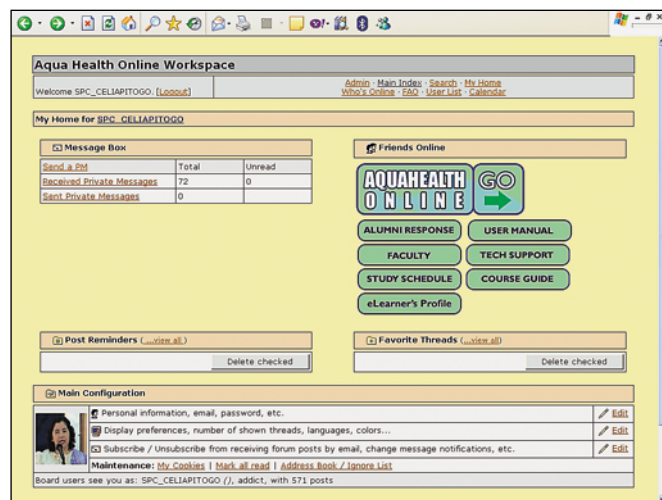 Aqua Health Online Workspace
Welcome SPC_CELIAPITOGO. [Logout]
Admin · Main Index · Search · My Home
Who's Online · FAQ · User List · Calendar
My Home for SPC_CELIAPITOGO
Message Box
Send a PM Total Unread
Received Private Messages 72 0
Sent Private Messages 0
Friends Online
AQUAHEALTH GO
ONLINE
ALUMNI RESPONSE USER MANUAL
FACULTY TECH SUPPORT
STUDY SCHEDULE COURSE GUIDE
eLearner's Profile
Post Reminders (...view all )
Delete checked
Favorite Threads (...view all)
Delete checked
Main Configuration
Personal information, email, password, etc. Edit
Display preferences, number of shown threads, languages, colors... Edit
Subscribe / Unsubscribe from receiving forum posts by email, change message notifications, etc. Edit
Maintenance: My Cookies | Mark all read | Address Book / Ignore List
Board users see you as: SPC_CELIAPITOGO (), addict, with 571 posts